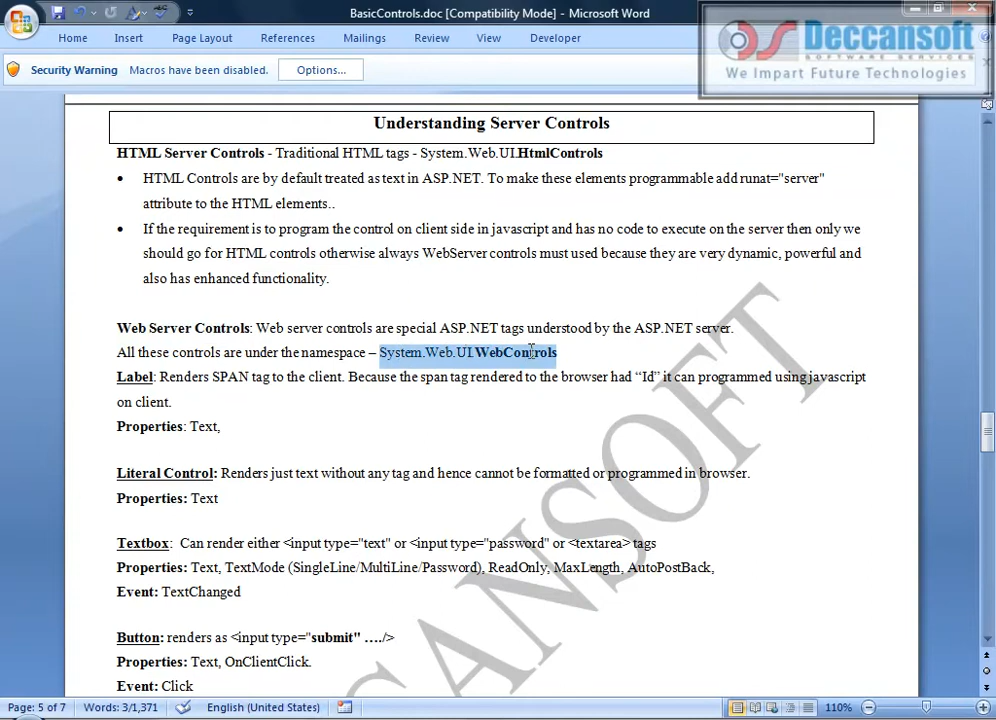 BasicControls.doc [Compatibility Mode] - Microsoft Word
Deccansoft
SOFTWARE SERVICES
We Impart Future Technologies
Home Insert Page Layout References Mailings Review View Developer
Security Warning Macros have been disabled. Options...
Understanding Server Controls
HTML Server Controls - Traditional HTML tags - System.Web.UI.HtmlControls
• HTML Controls are by default treated as text in ASP.NET. To make these elements programmable add runat="server"
attribute to the HTML elements..
• If the requirement is to program the control on client side in javascript and has no code to execute on the server then only we
should go for HTML controls otherwise always WebServer controls must used because they are very dynamic, powerful and
also has enhanced functionality.
Web Server Controls: Web server controls are special ASP.NET tags understood by the ASP.NET server.
All these controls are under the namespace – System.Web.UI.WebControls
Label: Renders SPAN tag to the client. Because the span tag rendered to the browser had “Id” it can programmed using javascript
on client.
Properties: Text,
Literal Control: Renders just text without any tag and hence cannot be formatted or programmed in browser.
Properties: Text
Textbox: Can render either <input type="text" or <input type="password" or <textarea> tags
Properties: Text, TextMode (SingleLine/MultiLine/Password), ReadOnly, MaxLength, AutoPostBack,
Event: TextChanged
Button: renders as <input type="submit" …./>
Properties: Text, OnClientClick.
Event: Click
CANSOFT
Page: 5 of 7 Words: 3/1,371 English (United States) 110%